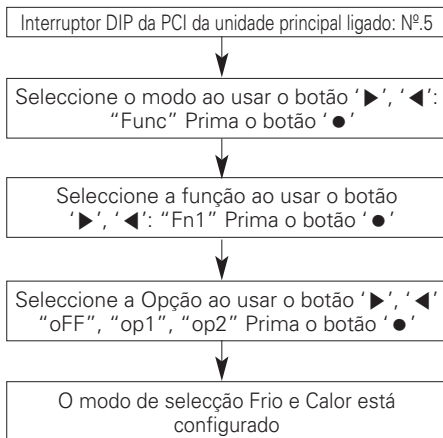 Interruptor DIP da PCI da unidade principal ligado: Nº.5
Seleccione o modo ao usar o botão ‘▶’, ‘◀’:
“Func” Prima o botão ‘●’
Seleccione a função ao usar o botão
‘▶’, ‘◀’: “Fn1” Prima o botão ‘●’
Seleccione a Opção ao usar o botão ‘▶’, ‘◀’
“oFF”, “op1”, “op2” Prima o botão ‘●’
O modo de selecção Frio e Calor está
configurado